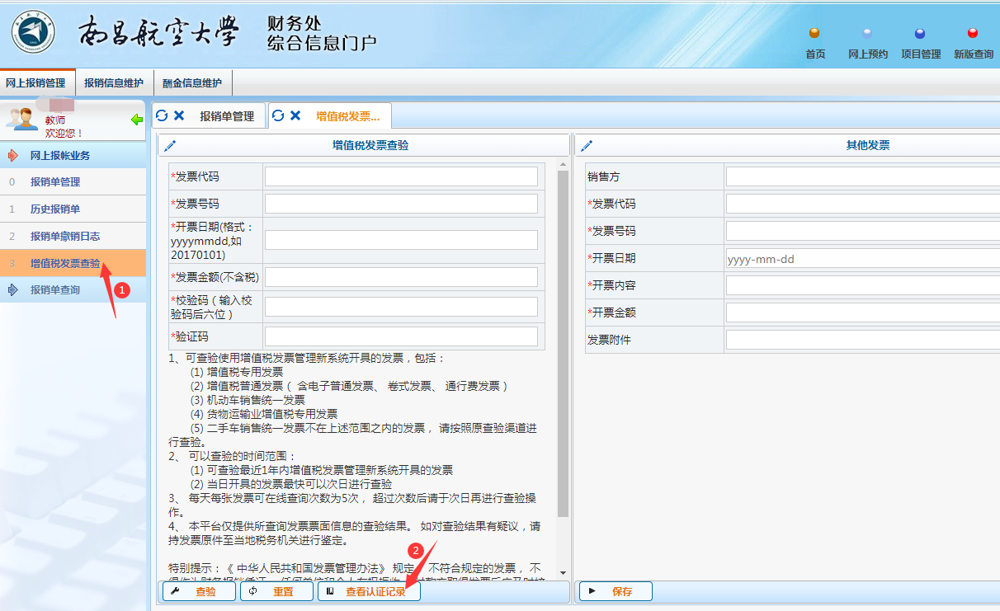 南昌航空大学
财务处
综合信息门户
首页 网上预约 项目管理 新版查询
网上报销管理 报销信息维护 酬金信息维护
教师
欢迎您！
报销单管理 增值税发票...
网上报帐业务
0 报销单管理
1 历史报销单
2 报销单撤销日志
3 增值税发票查验
报销单查询
1
增值税发票查验
*发票代码
*发票号码
*开票日期(格式：
yyyymmdd,如
20170101)
*发票金额(不含税)
*校验码（输入校
验码后六位）
*验证码
1、可查验使用增值税发票管理新系统开具的发票，包括：
(1) 增值税专用发票
(2) 增值税普通发票（ 含电子普通发票、 卷式发票、 通行费发票 ）
(3) 机动车销售统一发票
(4) 货物运输业增值税专用发票
(5) 二手车销售统一发票不在上述范围之内的发票， 请按照原查验渠道进
行查验。
2、 可以查验的时间范围：
(1) 可查验最近1年内增值税发票管理新系统开具的发票
(2) 当日开具的发票最快可以次日进行查验
3、 每天每张发票可在线查询次数为5次， 超过次数后请于次日再进行查验操
作。
4、 本平台仅提供所查询发票票面信息的查验结果。 如对查验结果有疑议，请
持发票原件至当地税务机关进行鉴定。
特别提示：《 中华人民共和国发票管理办法》 规定， 不符合规定的发票， 不
2
查验 重置 查看认证记录
其他发票
销售方
*发票代码
*发票号码
*开票日期 yyyy-mm-dd
*开票内容
*开票金额
发票附件
保存